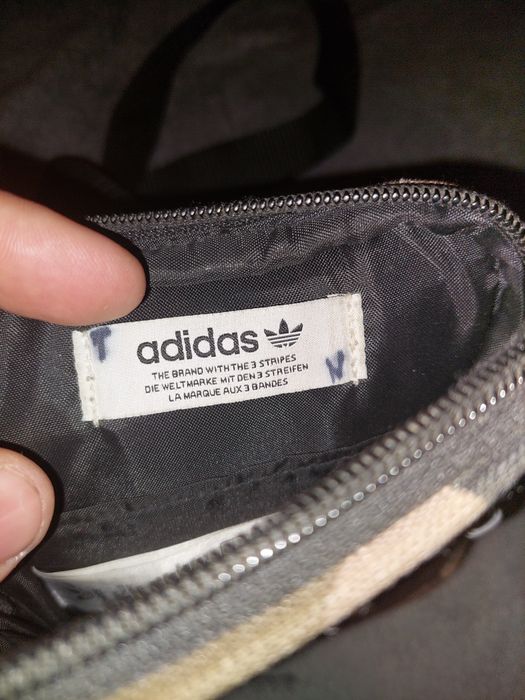 T
adidas
THE BRAND WITH THE 3 STRIPES
DIE WELTMARKE MIT DEN 3 STREIFEN
LA MARQUE AUX 3 BANDES
N